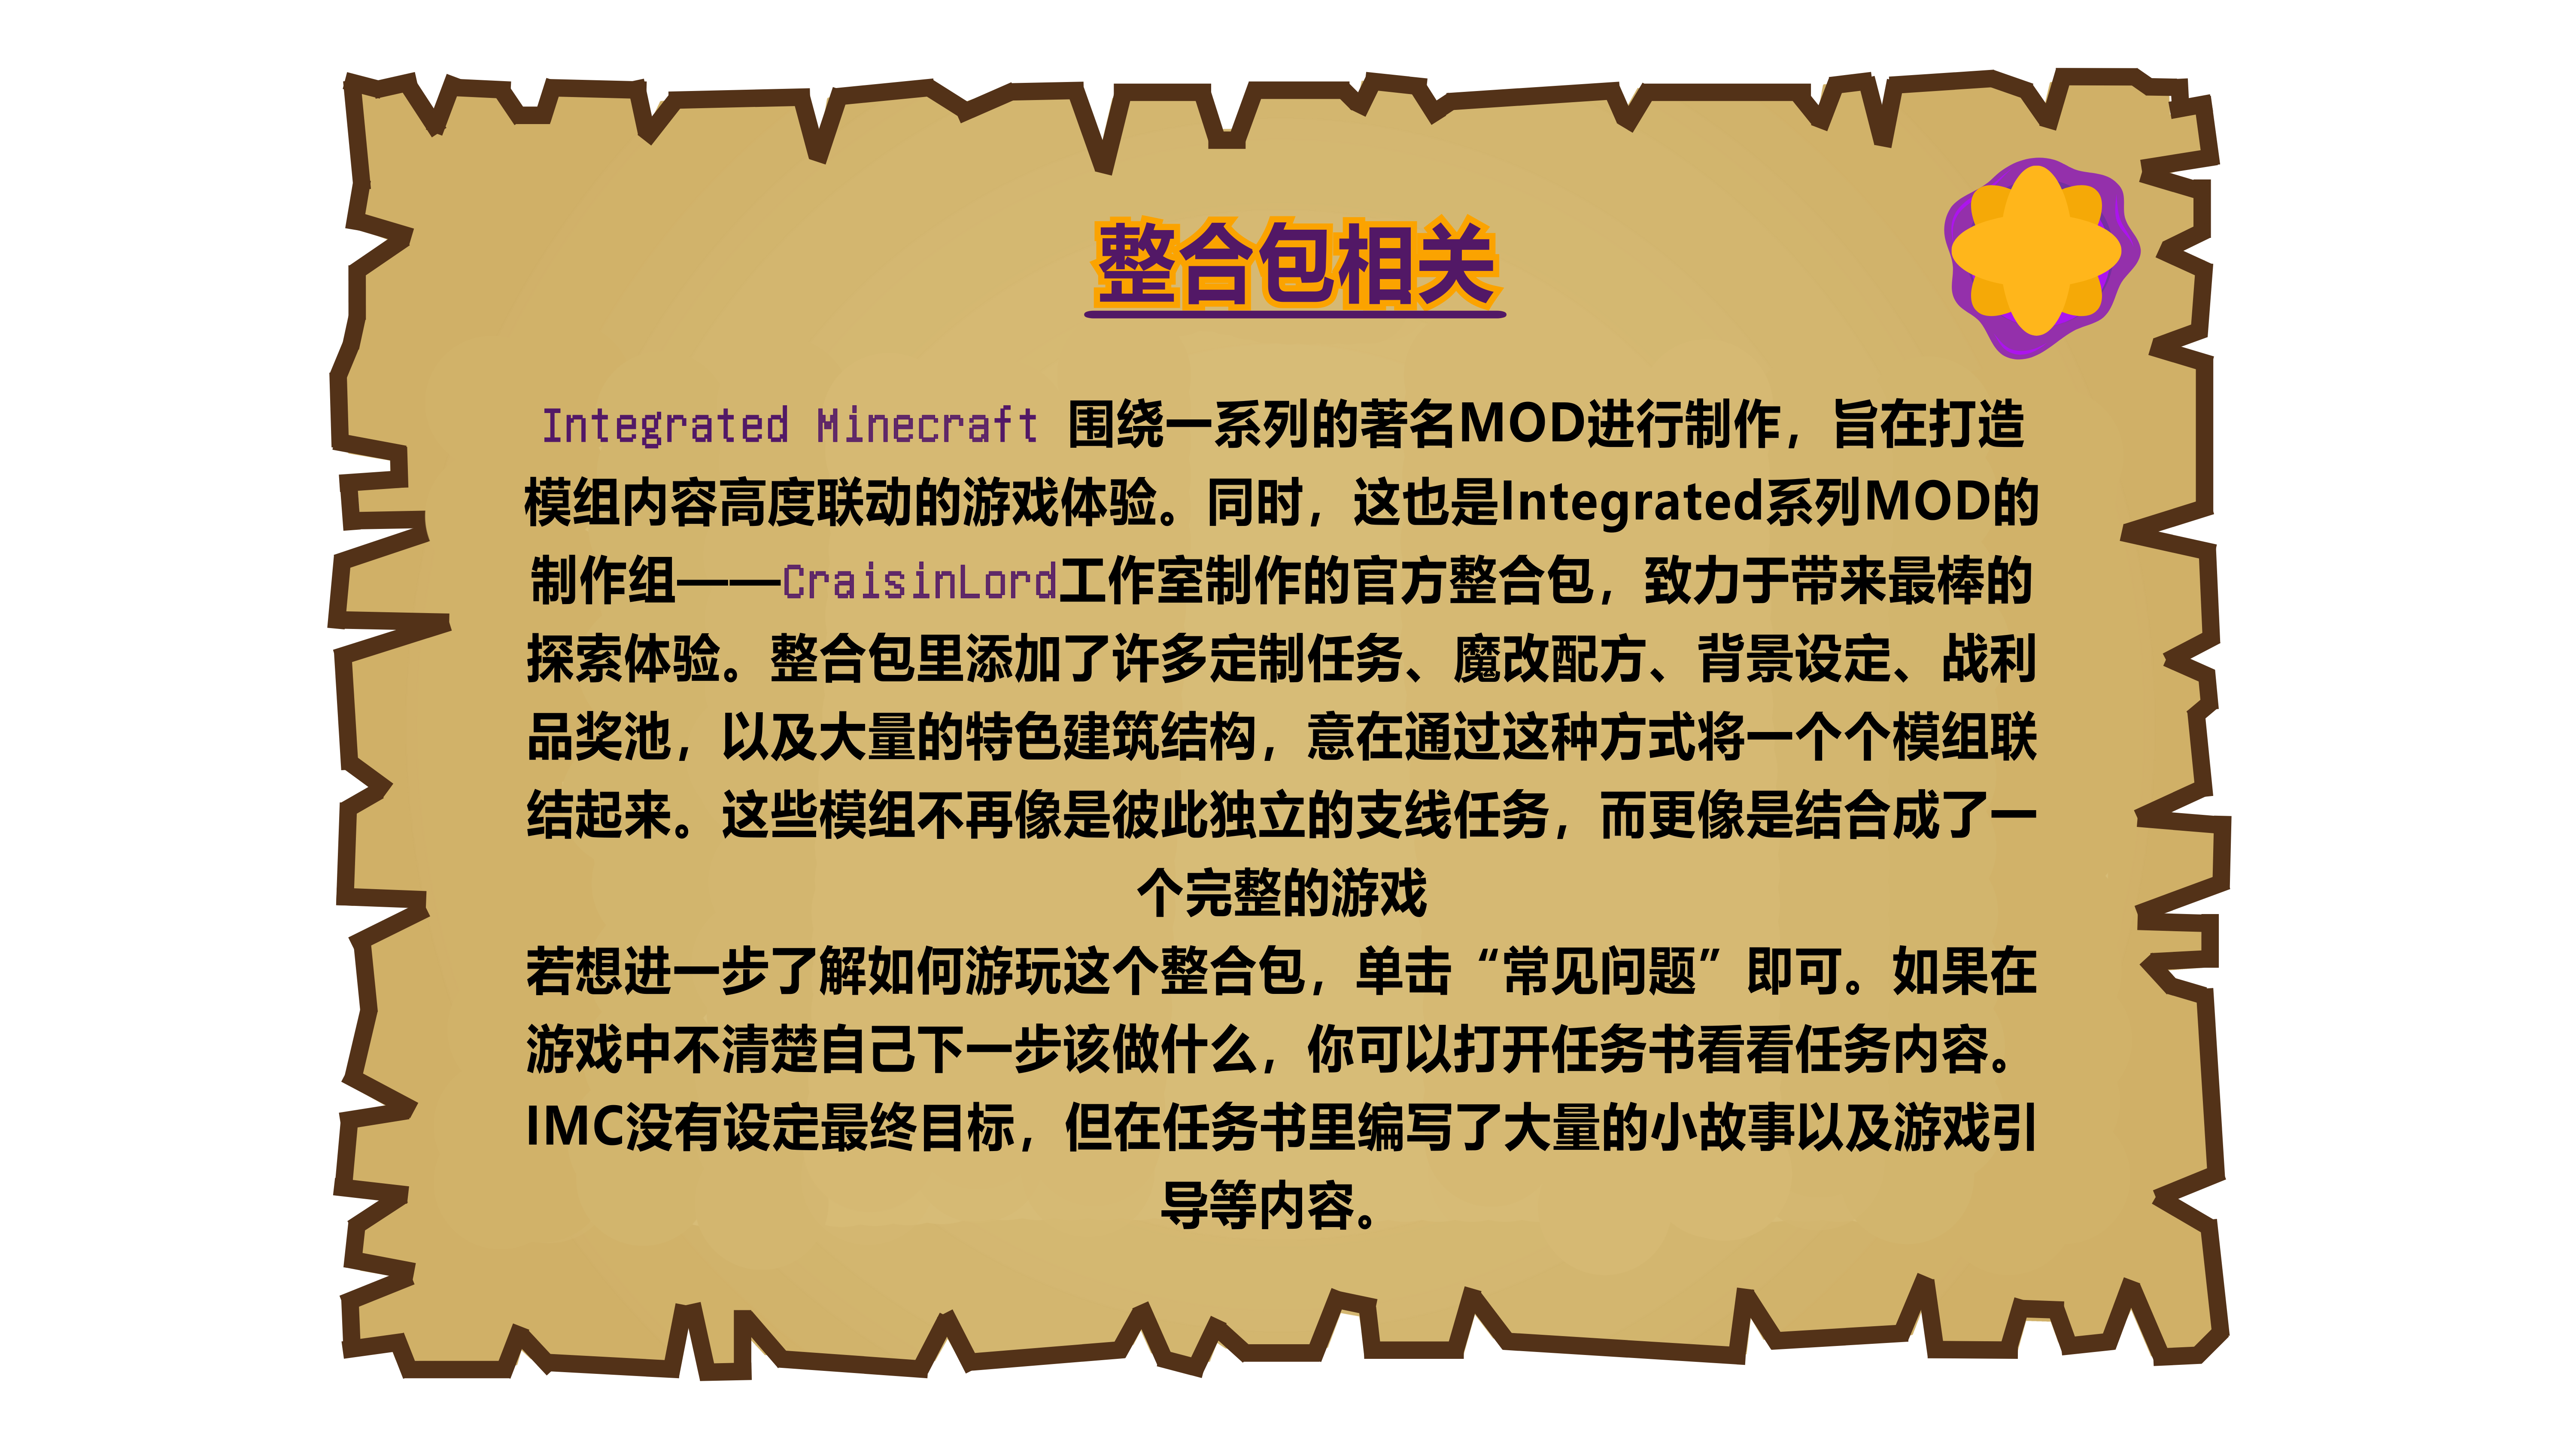 整合包相关
Integrated Minecraft 围绕一系列的著名MOD进行制作，旨在打造
模组内容高度联动的游戏体验。同时，这也是Integrated系列MOD的
制作组——CraisinLord工作室制作的官方整合包，致力于带来最棒的
探索体验。整合包里添加了许多定制任务、魔改配方、背景设定、战利
品奖池，以及大量的特色建筑结构，意在通过这种方式将一个个模组联
结起来。这些模组不再像是彼此独立的支线任务，而更像是结合成了一
个完整的游戏
若想进一步了解如何游玩这个整合包，单击“常见问题”即可。如果在
游戏中不清楚自己下一步该做什么，你可以打开任务书看看任务内容。
IMC没有设定最终目标，但在任务书里编写了大量的小故事以及游戏引
导等内容。